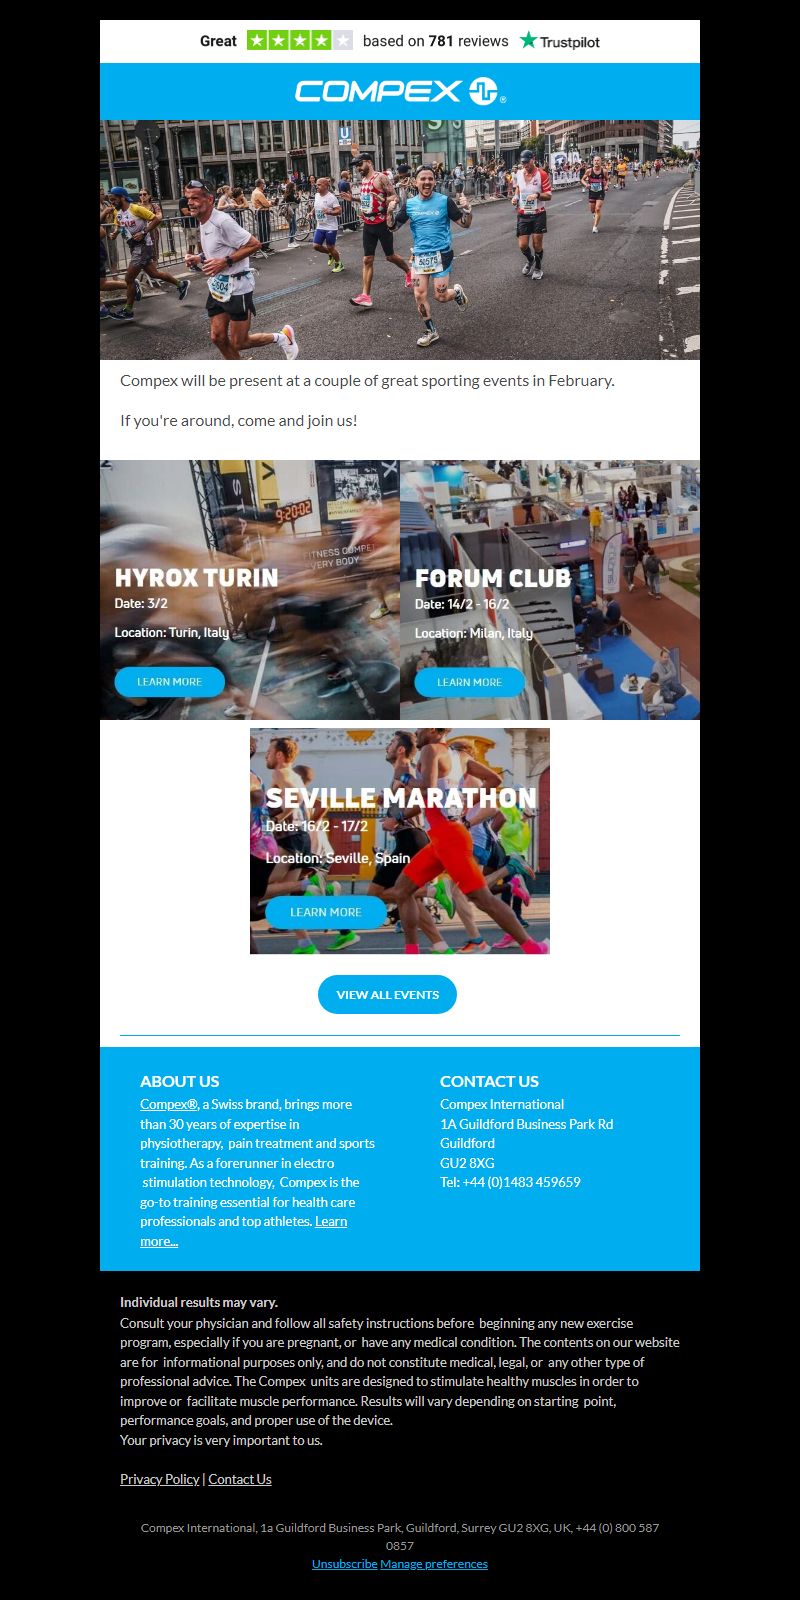 Great based on 781 reviews Trustpilot
COMPEX ®
U
COMPEX
50575
Compex will be present at a couple of great sporting events in February.
If you're around, come and join us!
9:20:02
HYROX TURIN
Date: 3/2
Location: Turin, Italy
LEARN MORE
FORUM CLUB
Date: 14/2 - 16/2
Location: Milan, Italy
LEARN MORE
SEVILLE MARATHON
Date: 16/2 - 17/2
Location: Seville, Spain
LEARN MORE
VIEW ALL EVENTS
ABOUT US
Compex®, a Swiss brand, brings more
than 30 years of expertise in
physiotherapy, pain treatment and sports
training. As a forerunner in electro
stimulation technology, Compex is the
go-to training essential for health care
professionals and top athletes. Learn
more...
CONTACT US
Compex International
1A Guildford Business Park Rd
Guildford
GU2 8XG
Tel: +44 (0)1483 459659
Individual results may vary.
Consult your physician and follow all safety instructions before beginning any new exercise
program, especially if you are pregnant, or have any medical condition. The contents on our website
are for informational purposes only, and do not constitute medical, legal, or any other type of
professional advice. The Compex units are designed to stimulate healthy muscles in order to
improve or facilitate muscle performance. Results will vary depending on starting point,
performance goals, and proper use of the device.
Your privacy is very important to us.
Privacy Policy | Contact Us
Compex International, 1a Guildford Business Park, Guildford, Surrey GU2 8XG, UK, +44 (0) 800 587
0857
Unsubscribe Manage preferences